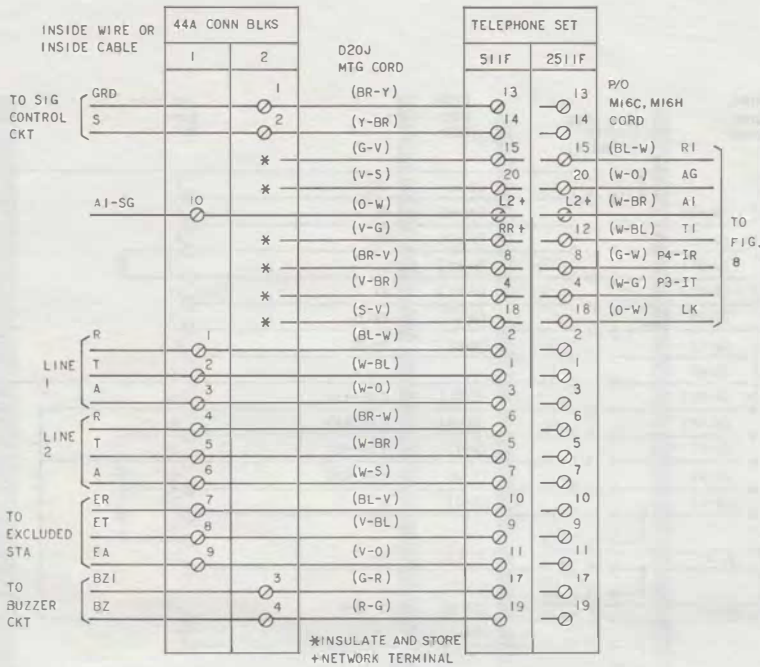 INSIDE WIRE OR
INSIDE CABLE
44A CONN BLKS
1 2
D20J
MTG CORD
TELEPHONE SET
511F 2511F
P/O
M16C, M16H
CORD
TO SIG
CONTROL
CKT
GRD 1 (BR-Y) 13 13
S 2 (Y-BR) 14 14
* (G-V) 15 15 (BL-W) R1
* (V-S) 20 20 (W-O) AG
A1-SG 10 (O-W) L2+ L2+ (W-BR) A1
* (V-G) RR+ 12 (W-BL) T1
* (BR-V) 8 8 (G-W) P4-1R
* (V-BR) 4 4 (W-G) P3-1T
* (S-V) 18 18 (O-W) LK
TO
FIG.
8
LINE
1
R 1 (BL-W) 2 2
T 2 (W-BL) 1 1
A 3 (W-O) 3 3
LINE
2
R 4 (BR-W) 6 6
T 5 (W-BR) 5 5
A 6 (W-S) 7 7
TO
EXCLUDED
STA
ER 7 (BL-V) 10 10
ET 8 (V-BL) 9 9
EA 9 (V-O) 11 11
TO
BUZZER
CKT
BZ1 3 (G-R) 17 17
BZ 4 (R-G) 19 19
*INSULATE AND STORE
+NETWORK TERMINAL